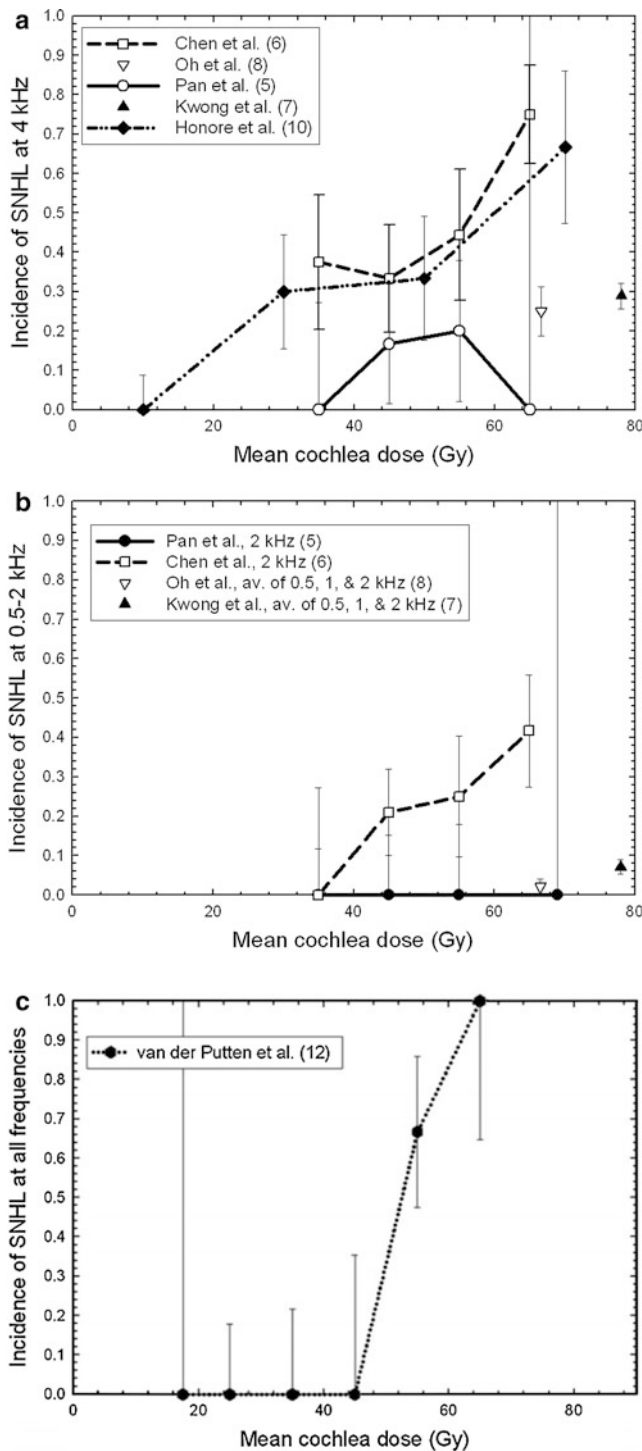 a
Chen et al. (6)
Oh et al. (8)
Pan et al. (5)
Kwong et al. (7)
Honore et al. (10)
Incidence of SNHL at 4 kHz
1.0
0.9
0.8
0.7
0.6
0.5
0.4
0.3
0.2
0.1
0.0
0 20 40 60 80
Mean cochlea dose (Gy)
b
Pan et al., 2 kHz (5)
Chen et al., 2 kHz (6)
Oh et al., av. of 0.5, 1, & 2 kHz (8)
Kwong et al., av. of 0.5, 1, & 2 kHz (7)
Incidence of SNHL at 0.5-2 kHz
1.0
0.9
0.8
0.7
0.6
0.5
0.4
0.3
0.2
0.1
0.0
0 20 40 60 80
Mean cochlea dose (Gy)
c
van der Putten et al. (12)
Incidence of SNHL at all frequencies
1.0
0.9
0.8
0.7
0.6
0.5
0.4
0.3
0.2
0.1
0.0
0 20 40 60 80
Mean cochlea dose (Gy)